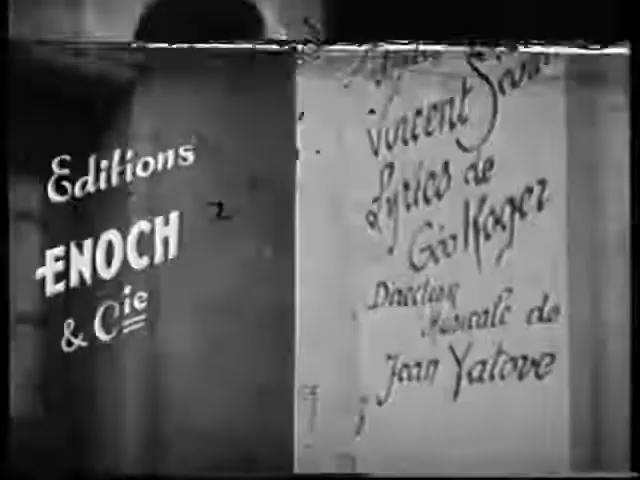 Editions
ENOCH
& Cie
Vincent
Lyrics de
Géo Koger
Direction
Musicale de
Jean Yatove